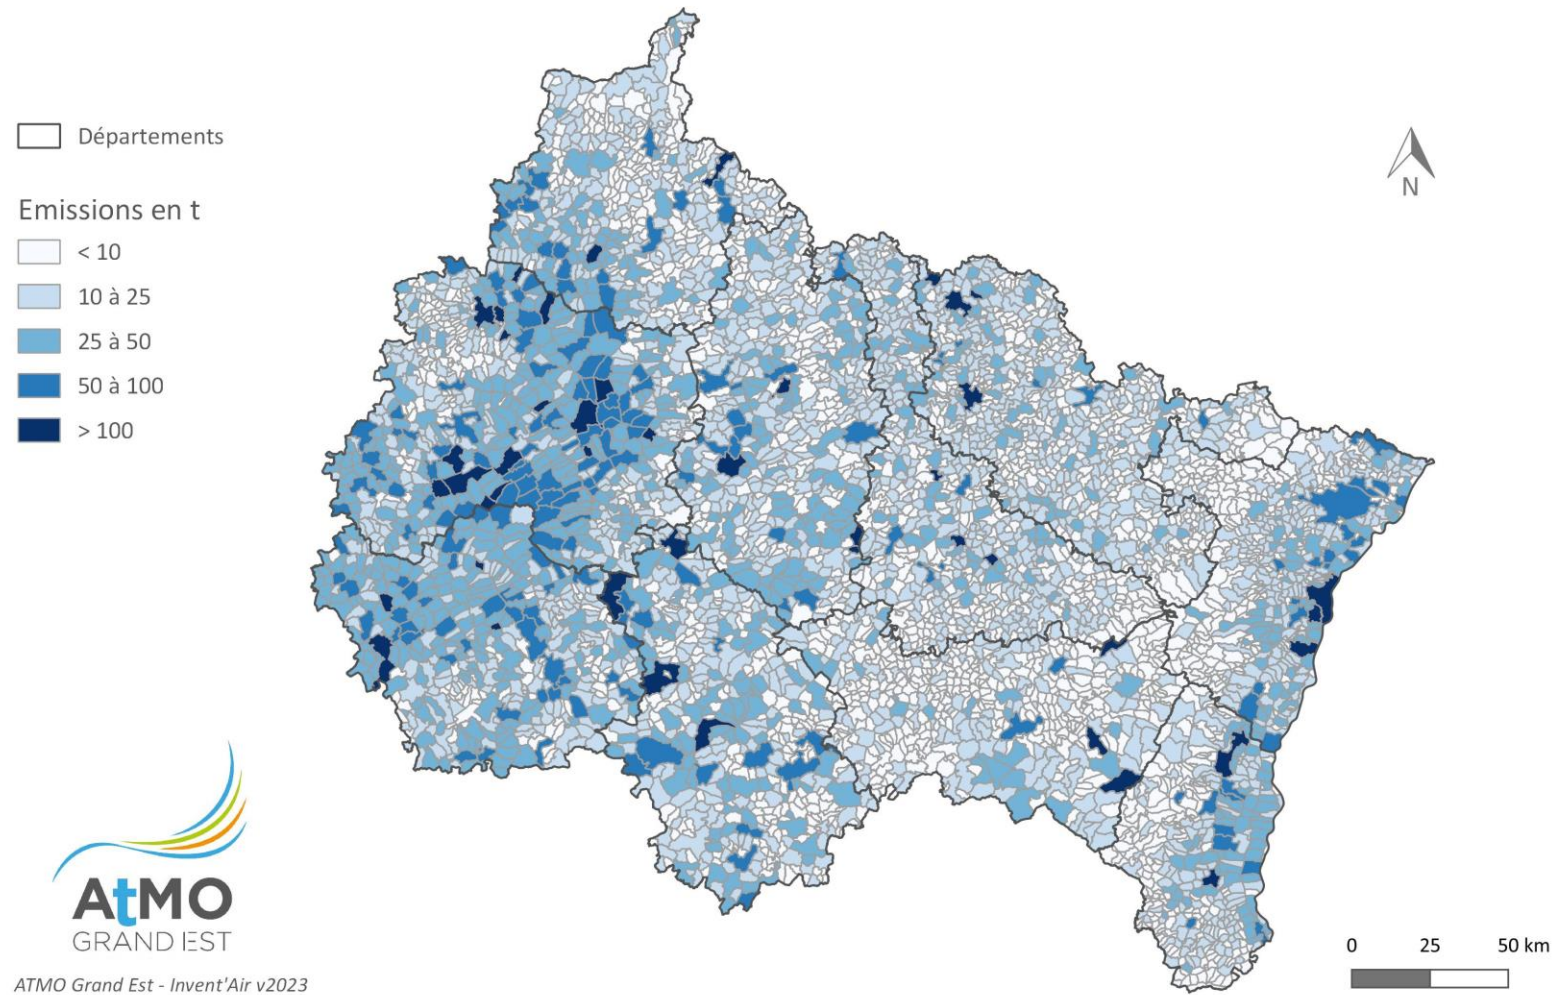 Départements
Emissions en t
< 10
10 à 25
25 à 50
50 à 100
> 100
N
AtMO
GRAND EST
ATMO Grand Est - Invent'Air v2023
0 25 50 km